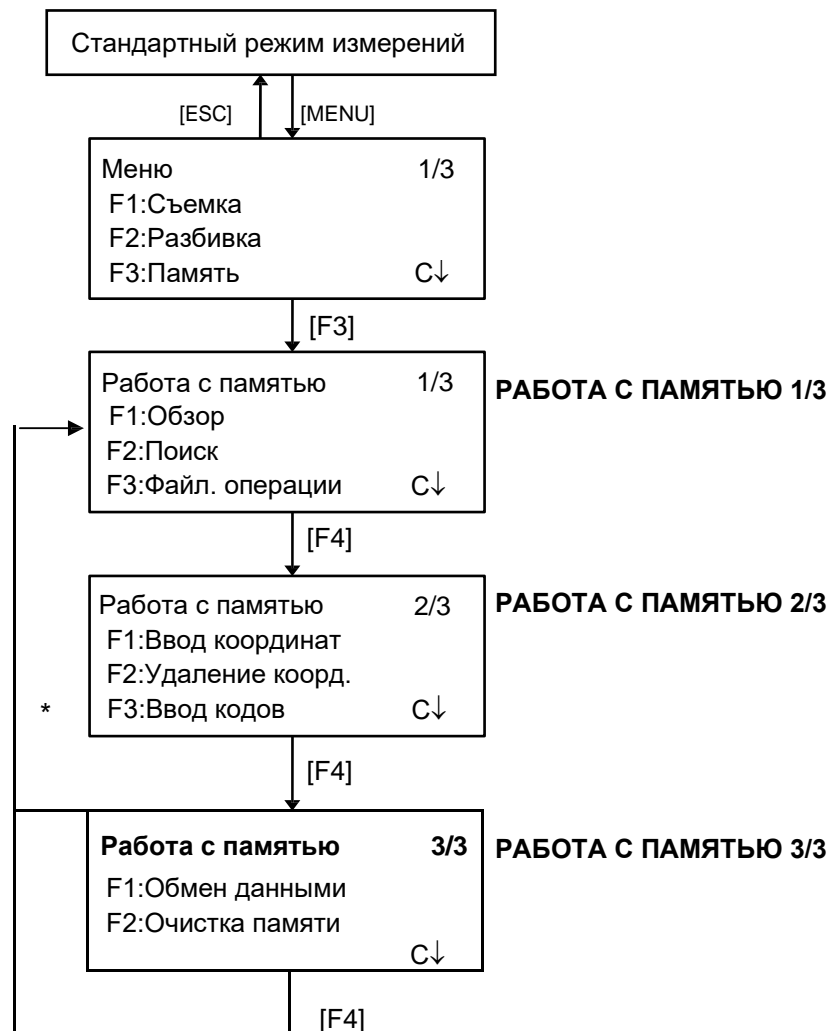 Стандартный режим измерений
[ESC] [MENU]
Меню 1/3
F1:Съемка
F2:Разбивка
F3:Память С↓
[F3]
Работа с памятью 1/3 РАБОТА С ПАМЯТЬЮ 1/3
F1:Обзор
F2:Поиск
F3:Файл. операции С↓
[F4]
Работа с памятью 2/3 РАБОТА С ПАМЯТЬЮ 2/3
F1:Ввод координат
F2:Удаление коорд.
* F3:Ввод кодов С↓
[F4]
Работа с памятью 3/3 РАБОТА С ПАМЯТЬЮ 3/3
F1:Обмен данными
F2:Очистка памяти
С↓
[F4]